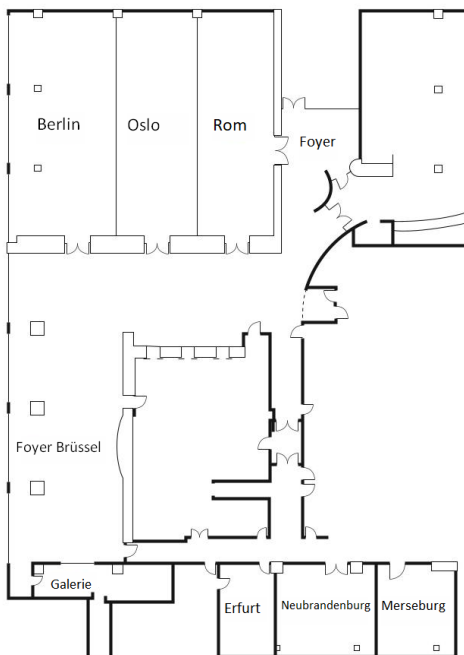 Berlin
Oslo
Rom
Foyer
Foyer Brüssel
Galerie
Erfurt
Neubrandenburg
Merseburg